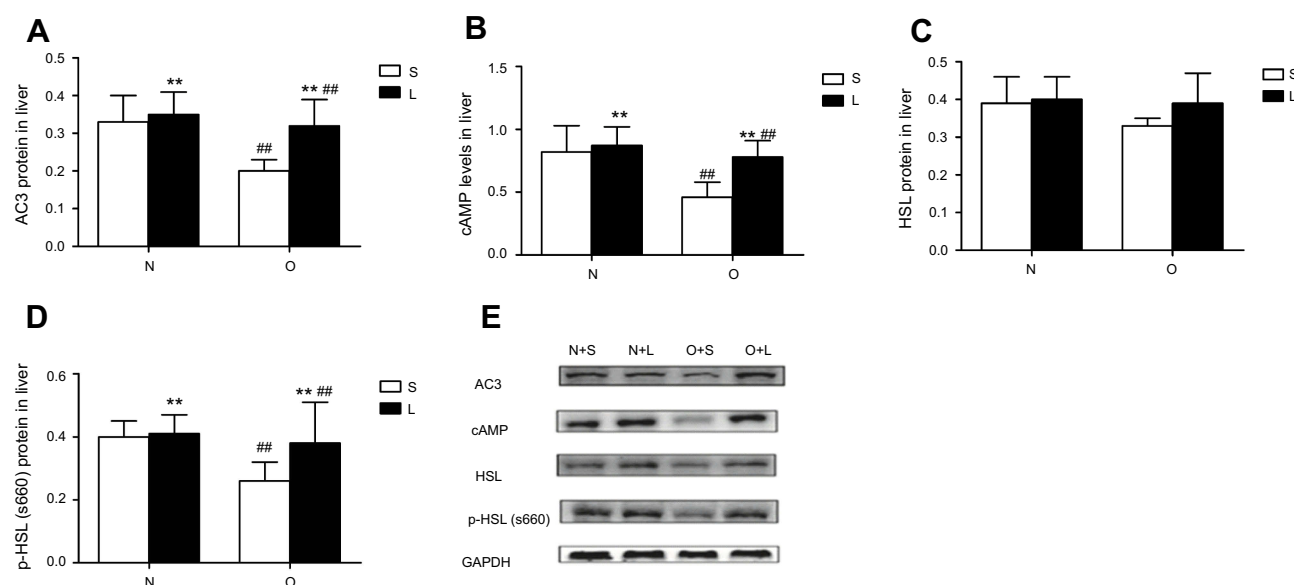 A
AC3 protein in liver
0.5
0.4
0.3
0.2
0.1
0.0
**
** ##
##
N
O
S
L
B
cAMP levels in liver
1.5
1.0
0.5
0.0
**
** ##
##
N
O
S
L
C
HSL protein in liver
0.5
0.4
0.3
0.2
0.1
0.0
N
O
S
L
D
p-HSL (s660) protein in liver
0.6
0.4
0.2
0.0
**
** ##
##
N
O
S
L
E
N+S N+L O+S O+L
AC3
cAMP
HSL
p-HSL (s660)
GAPDH